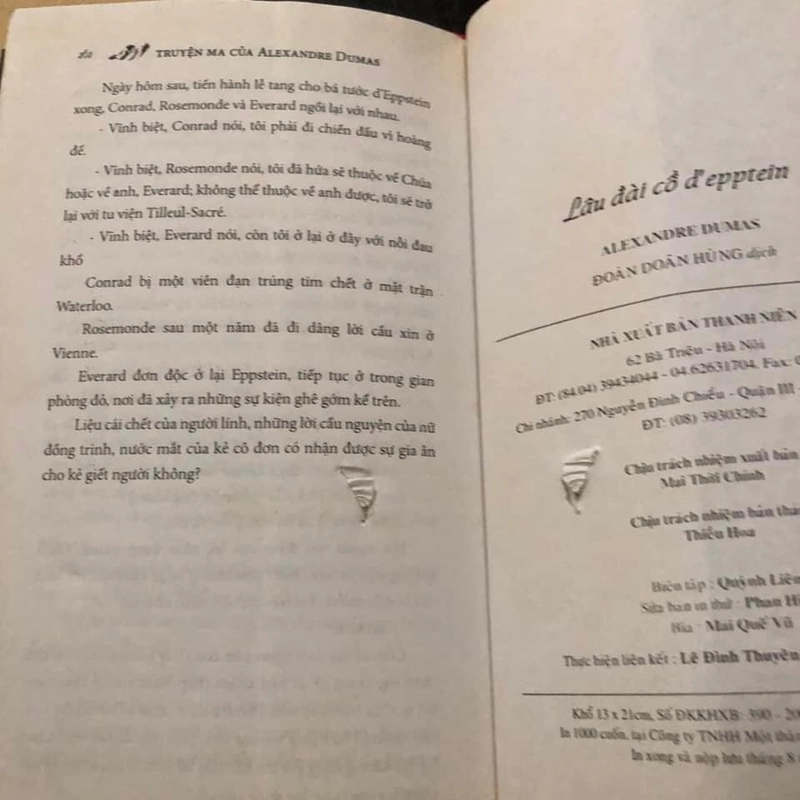 TRUYỆN MA CỦA ALEXANDRE DUMAS
Ngày hôm sau, tiến hành lễ tang cho bá tước d'Eppstein
xong, Conrad, Rosemonde và Everard ngồi lại với nhau.
- Vĩnh biệt, Conrad nói, tôi phải đi chiến đấu vì hoàng
đế.
- Vĩnh biệt, Rosemonde nói, tôi đã hứa sẽ thuộc về Chúa
hoặc về anh, Everard; không thể thuộc về anh được, tôi sẽ trở
lại với tu viện Tilleul-Sacré.
- Vĩnh biệt, Everard nói, còn tôi ở lại ở đây với nỗi đau
khổ
Conrad bị một viên đạn trúng tim chết ở mặt trận
Waterloo.
Rosemonde sau một năm đã đi dâng lời cầu xin ở
Vienne.
Everard đơn độc ở lại Eppstein, tiếp tục ở trong gian
phòng đỏ, nơi đã xảy ra những sự kiện ghê gớm kể trên.
Liệu cái chết của người lính, những lời cầu nguyện của nữ
đồng trinh, nước mắt của kẻ cô đơn có nhận được sự gia ân
cho kẻ giết người không?
Lâu đài cổ d'epptein
ALEXANDRE DUMAS
ĐOÀN DOÃN HÙNG dịch
NHÀ XUẤT BẢN THANH NIÊN
62 Bà Triệu - Hà Nội
ĐT: (84.04) 39434044 - 04.62631704. Fax:
Chi nhánh: 270 Nguyễn Đình Chiểu - Quận III -
ĐT: (08) 39303262
Chịu trách nhiệm xuất bản
Mai Thời Chính
Chịu trách nhiệm bản
Thiều Hoa
Biên tập : Quỳnh
Sửa bản in thử : Phan
Bìa : Mai Quế Vũ
Thực hiện liên kết : Lê Đình Thuyên
Khổ 13 x 21cm, Số ĐKKHXB: 390 -
In 1000 cuốn, tại Công ty TNHH Một
In xong và nộp lưu tháng 8